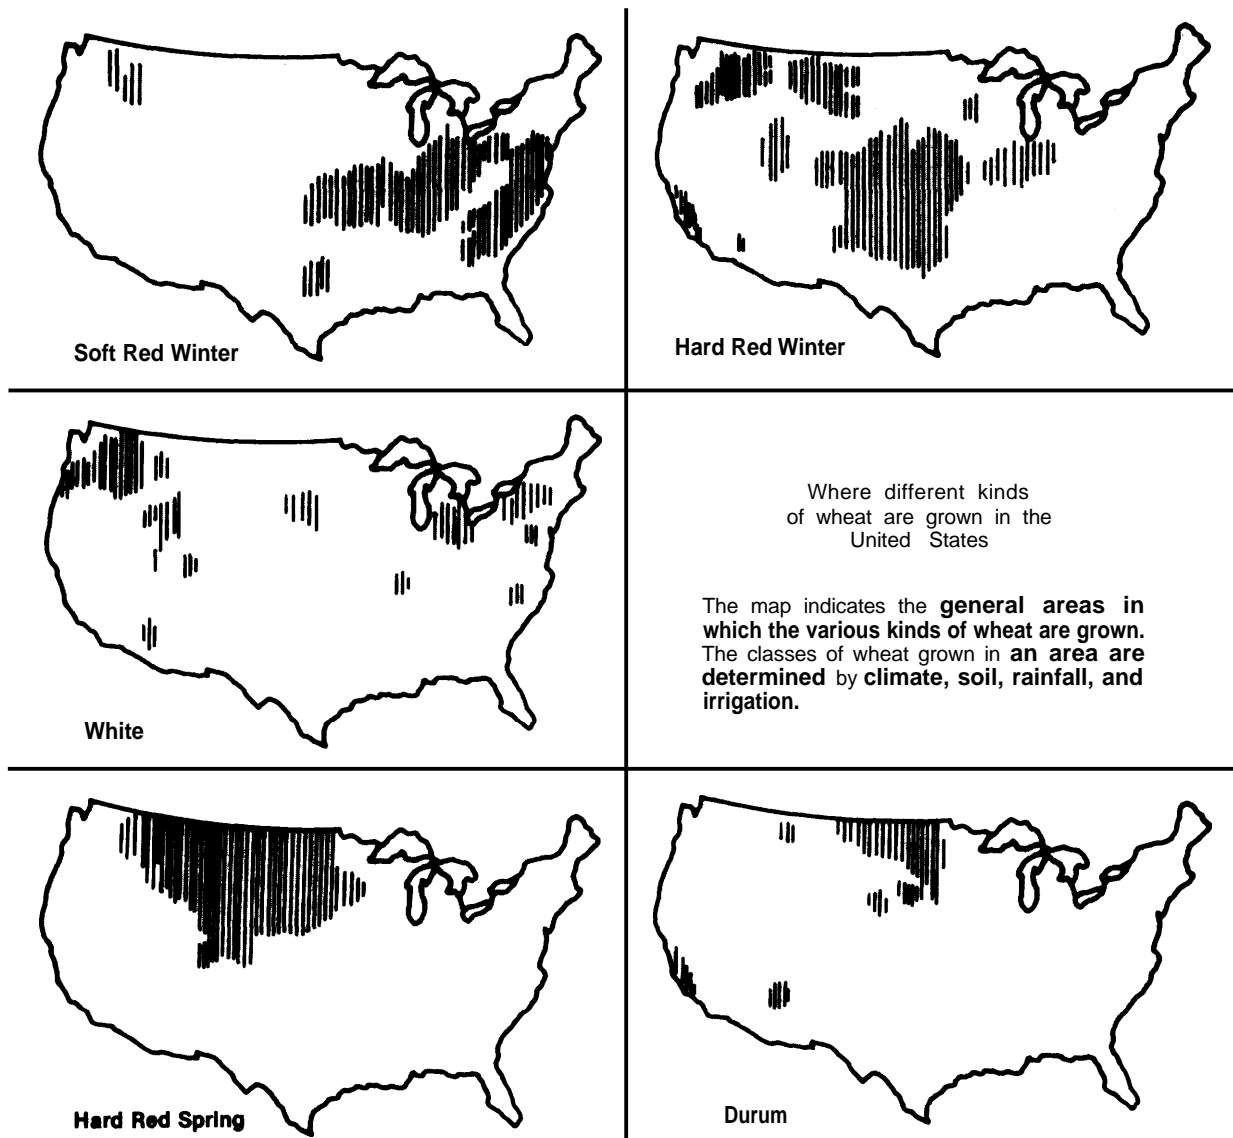 Soft Red Winter
Hard Red Winter
White
Where different kinds
of wheat are grown in the
United States
The map indicates the general areas in
which the various kinds of wheat are grown.
The classes of wheat grown in an area are
determined by climate, soil, rainfall, and
irrigation.
Hard Red Spring
Durum